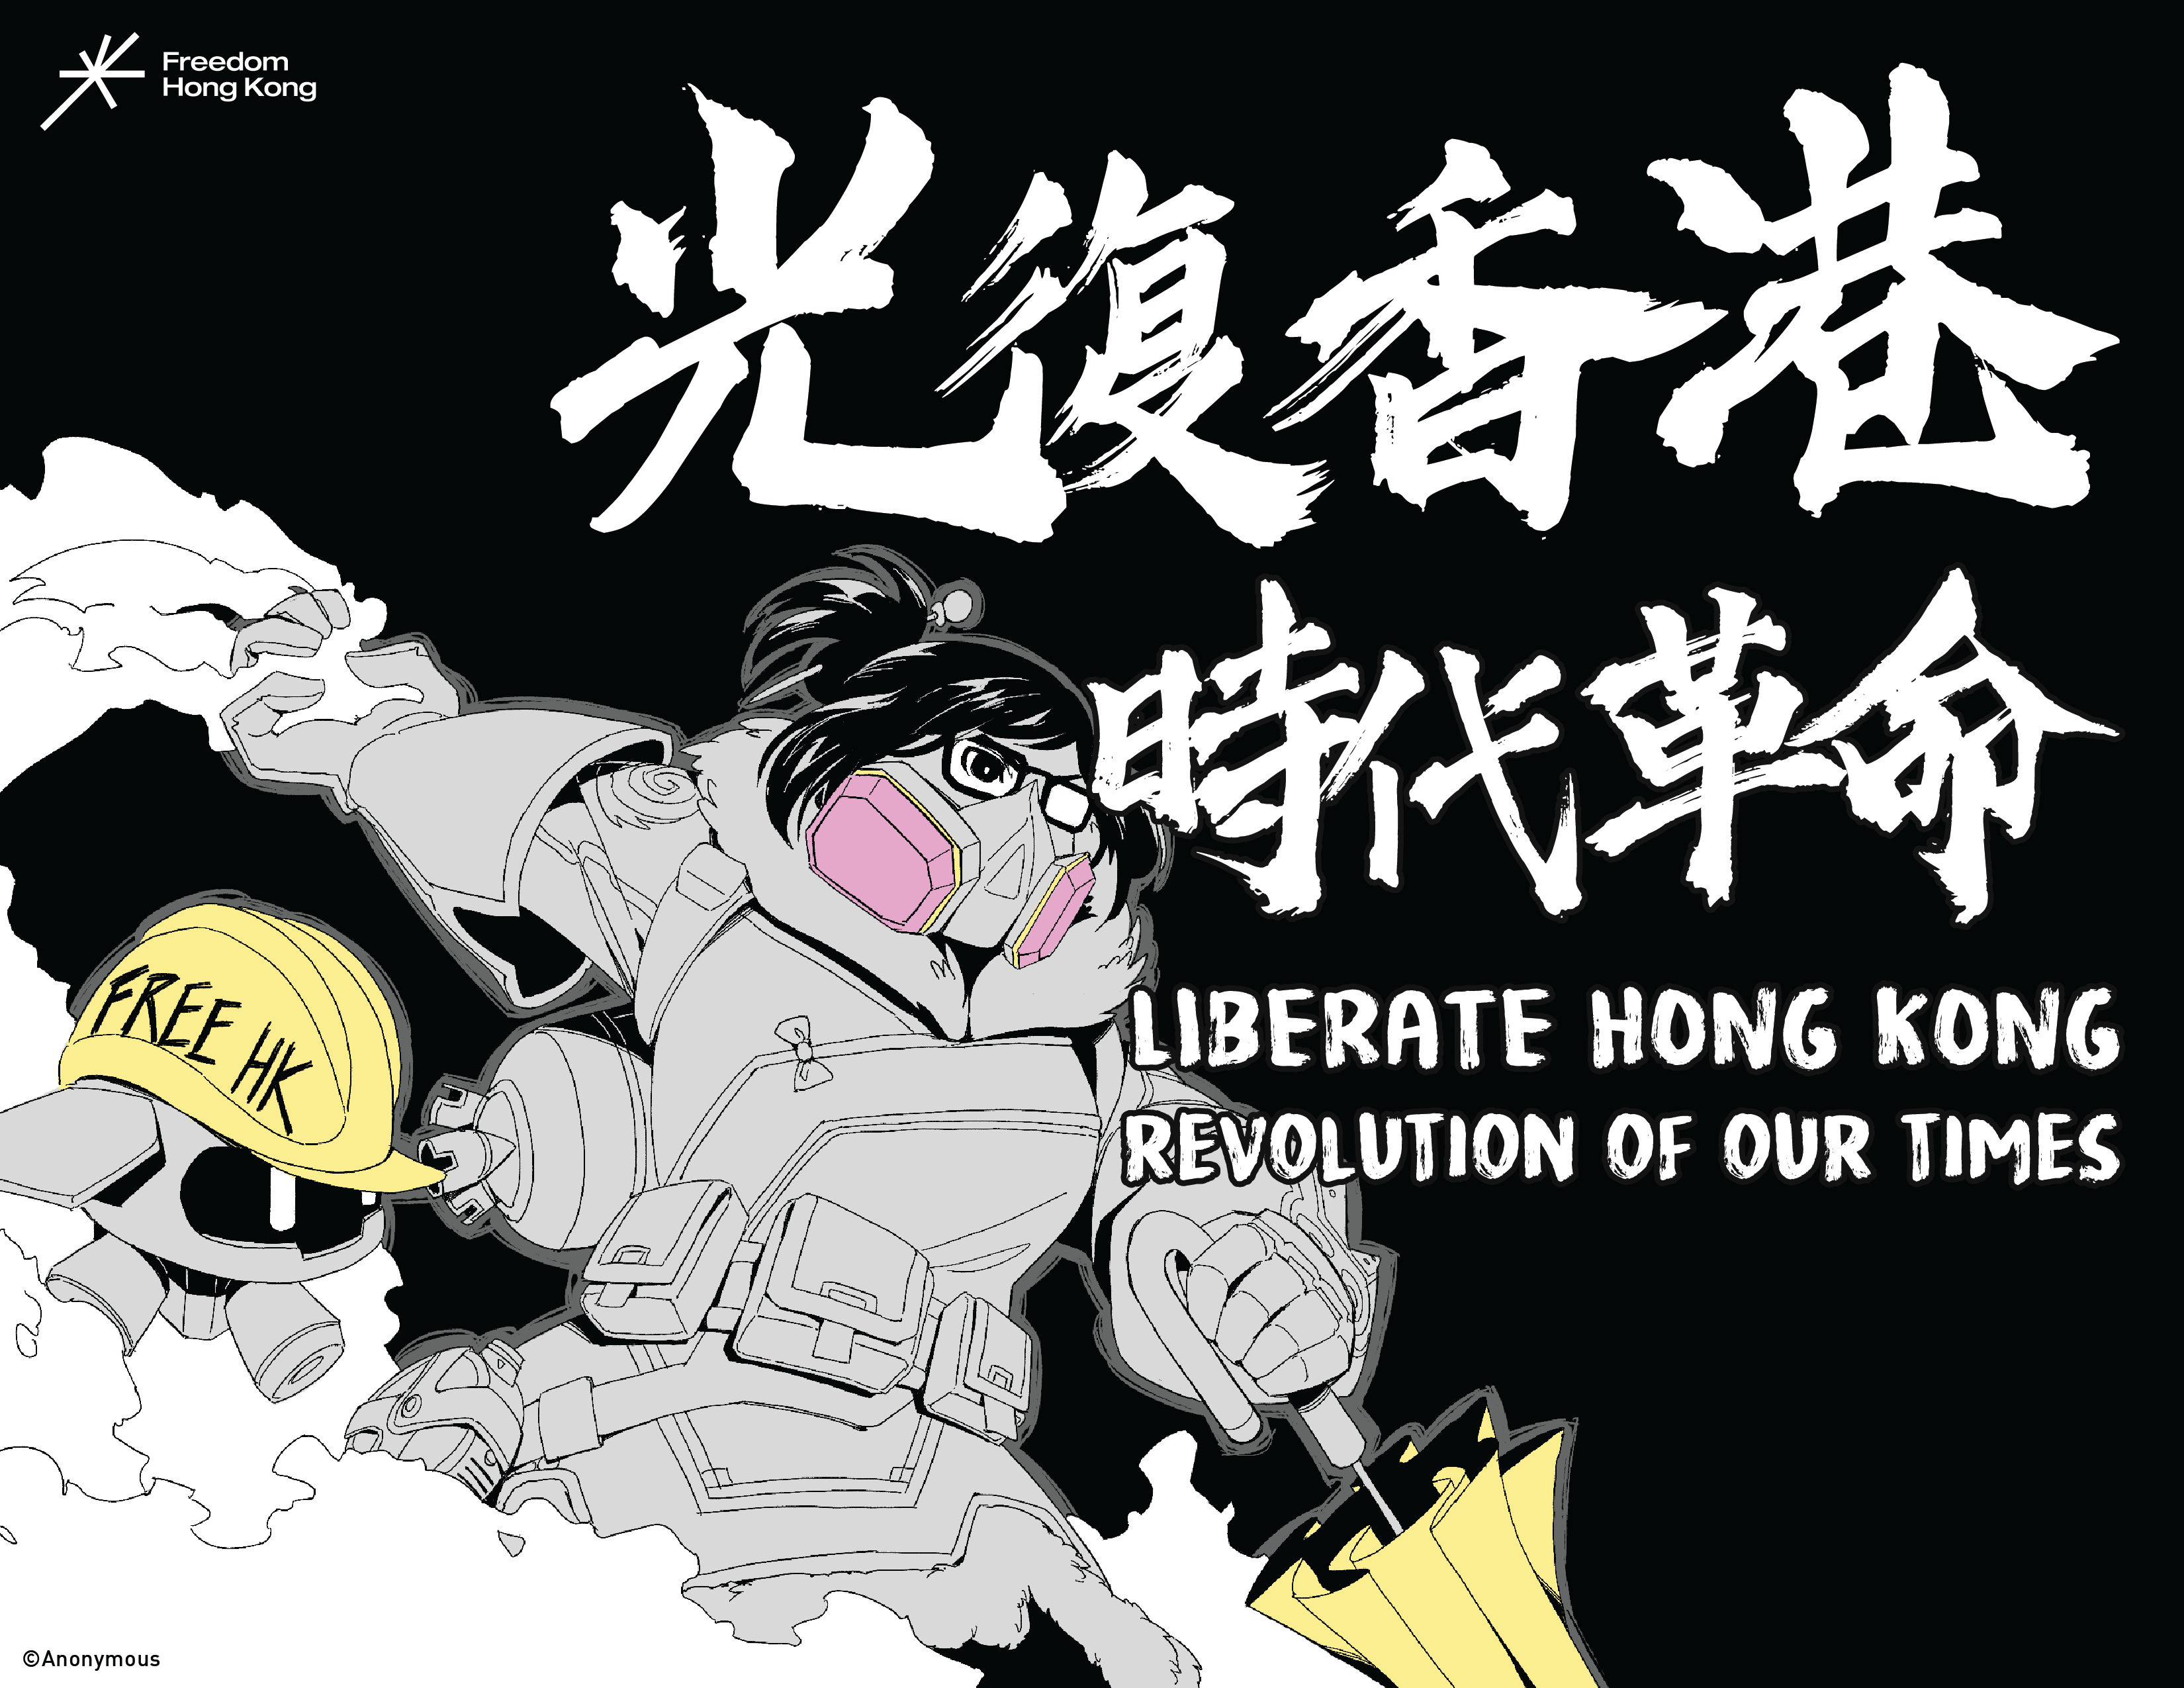 Freedom
Hong Kong
光復香港
時代革命
LIBERATE HONG KONG
REVOLUTION OF OUR TIMES
FREE HK
©Anonymous